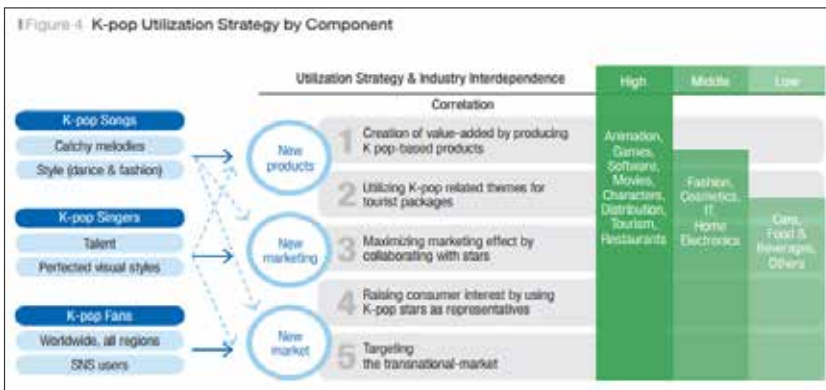 Figure 4 K-pop Utilization Strategy by Component
Utilization Strategy & Industry Interdependence
High
Middle
Low
Correlation
K-pop Songs
Catchy melodies
Style (dance & fashion)
K-pop Singers
Talent
Perfected visual styles
K-pop Fans
Worldwide, all regions
SNS users
New
products
New
marketing
New
market
1 Creation of value-added by producing
K pop-based products
2 Utilizing K-pop related themes for
tourist packages
3 Maximizing marketing effect by
collaborating with stars
4 Raising consumer interest by using
K-pop stars as representatives
5 Targeting
the transnational-market
Animation,
Games,
Software,
Movies,
Characters,
Distribution,
Tourism,
Restaurants
Fashion,
Cosmetics,
IT,
Home
Electronics
Cars,
Food &
Beverages,
Others